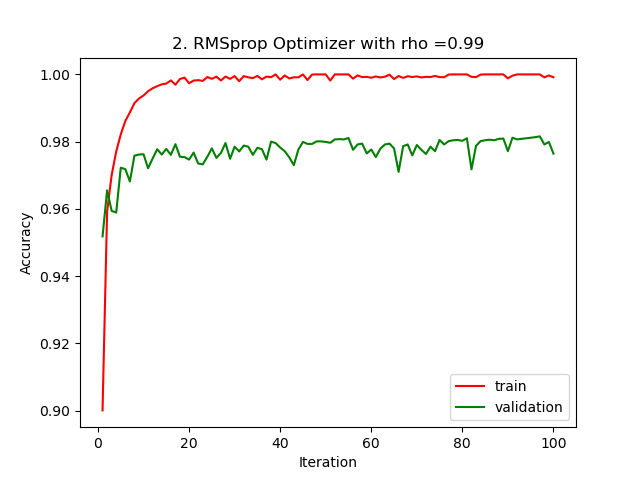 2. RMSprop Optimizer with rho =0.99
1.00
0.98
0.96
0.94
0.92
0.90
Accuracy
train
validation
0 20 40 60 80 100
Iteration